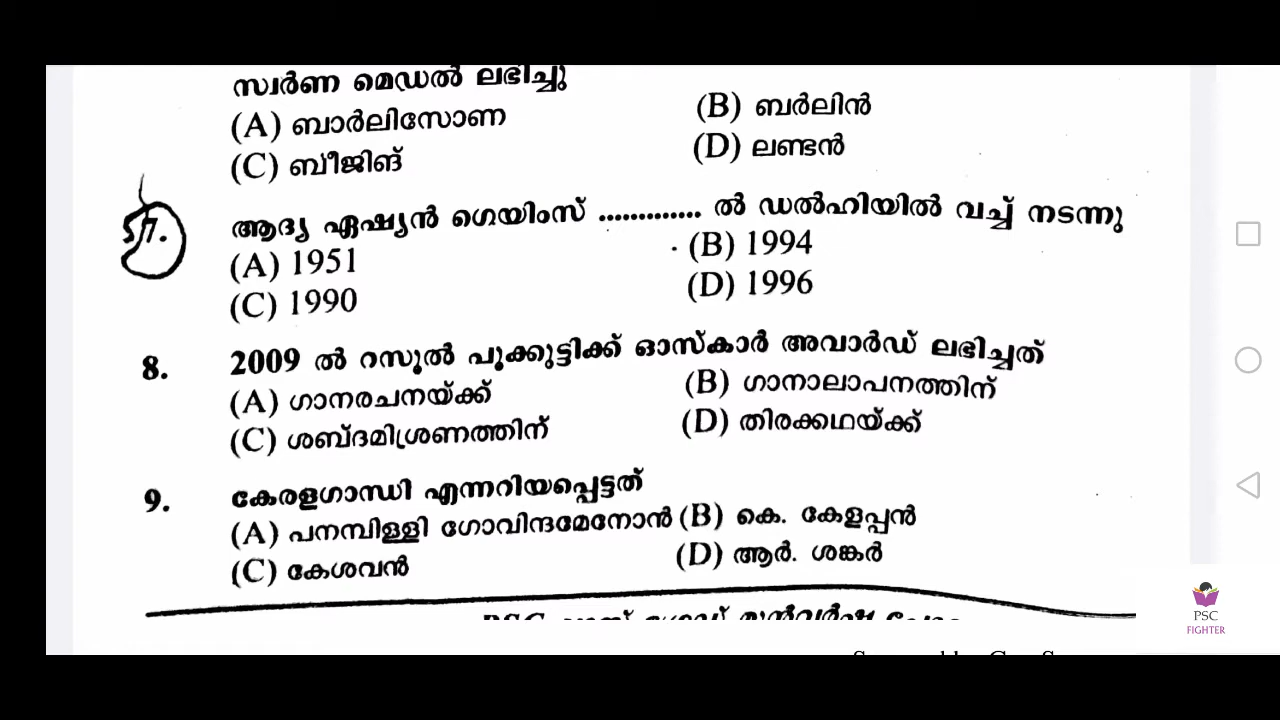 സ്വർണ മെഡൽ ലഭിച്ചു
(A) ബാർലിസോണ (B) ബർലിൻ
(C) ബീജിങ് (D) ലണ്ടൻ
7. ആദ്യ ഏഷ്യൻ ഗെയിംസ് ............. ൽ ഡൽഹിയിൽ വച്ച് നടന്നു
(A) 1951 (B) 1994
(C) 1990 (D) 1996
8. 2009 ൽ റസൂൽ പൂക്കുട്ടിക്ക് ഓസ്കാർ അവാർഡ് ലഭിച്ചത്
(A) ഗാനരചനയ്ക്ക് (B) ഗാനാലാപനത്തിന്
(C) ശബ്ദമിശ്രണത്തിന് (D) തിരക്കഥയ്ക്ക്
9. കേരളഗാന്ധി എന്നറിയപ്പെട്ടത്
(A) പനമ്പിള്ളി ഗോവിന്ദമേനോൻ (B) കെ. കേളപ്പൻ
(C) കേശവൻ (D) ആർ. ശങ്കർ
PSC
FIGHTER